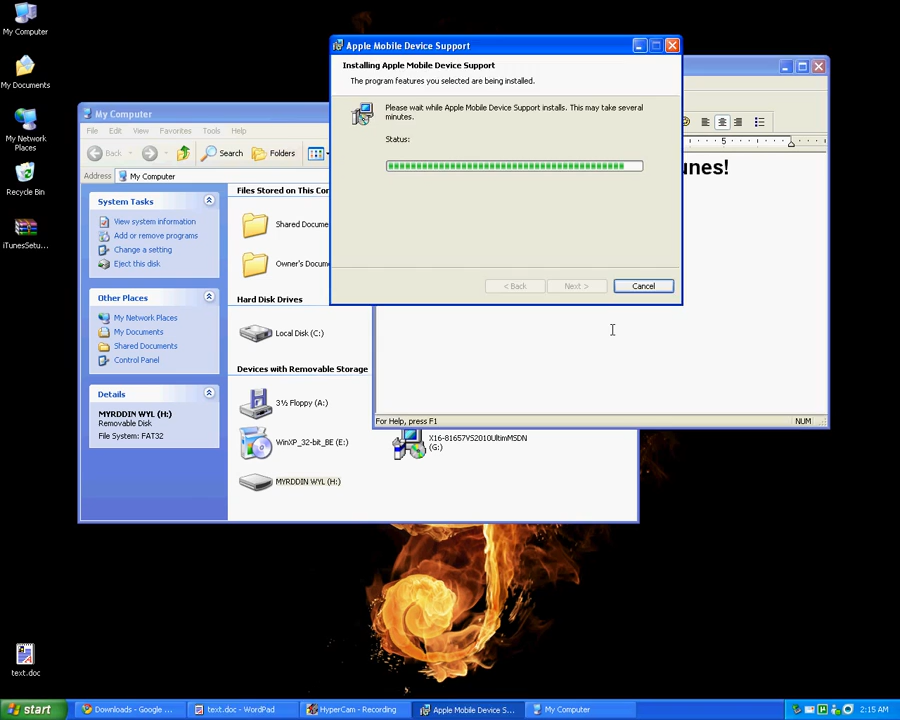 My Computer
My Documents
My Network
Places
Recycle Bin
iTunesSetu...
text.doc
My Computer
File Edit View Favorites Tools Help
Back Search Folders
Address My Computer
System Tasks
View system information
Add or remove programs
Change a setting
Eject this disk
Other Places
My Network Places
My Documents
Shared Documents
Control Panel
Details
MYRDDIN WYL (H:)
Removable Disk
File System: FAT32
Files Stored on This Con
Shared Docume
Owner's Docum
Hard Disk Drives
Local Disk (C:)
Devices with Removable Storage
3½ Floppy (A:)
WinXP_32-bit_BE (E:)
X16-81657VS2010UltimMSDN
(G:)
MYRDDIN WYL (H:)
Apple Mobile Device Support
Installing Apple Mobile Device Support
The program features you selected are being installed.
Please wait while Apple Mobile Device Support installs. This may take several
minutes.
Status:
< Back Next > Cancel
5
unes!
For Help, press F1 NUM
start Downloads - Google ... text.doc - WordPad HyperCam - Recording Apple Mobile Device S... My Computer 2:15 AM